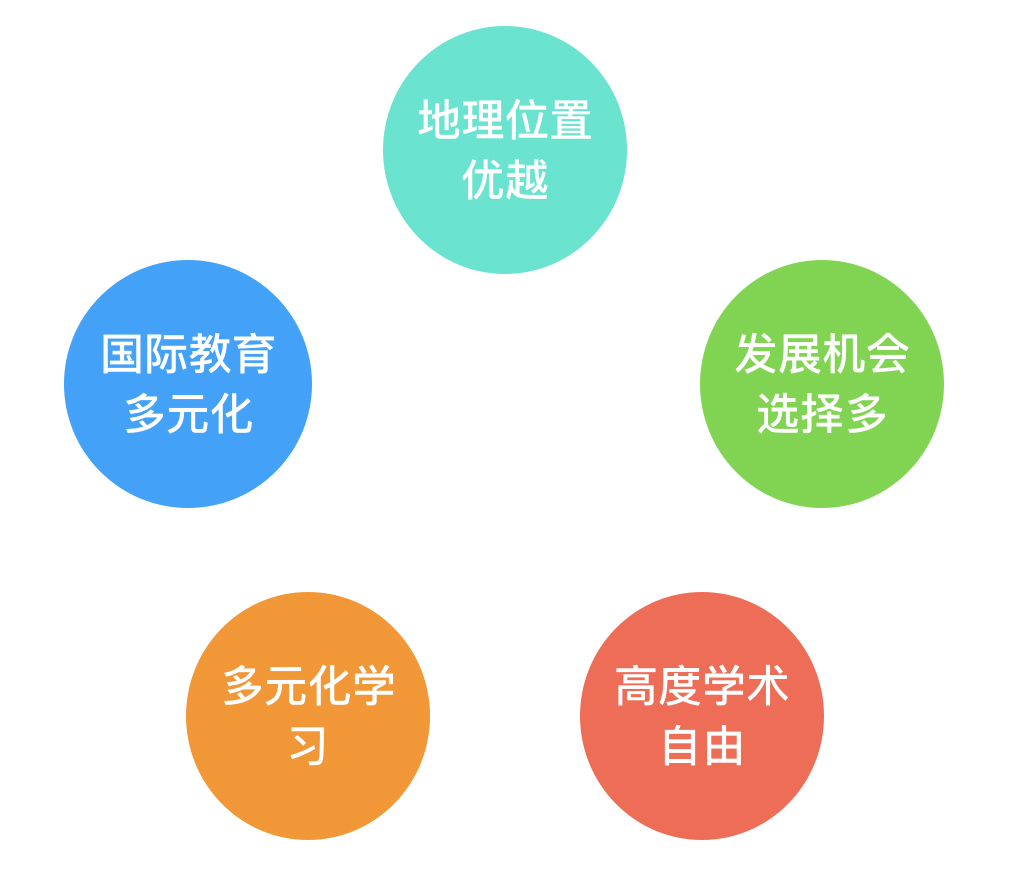 地理位置
优越
国际教育
多元化
发展机会
选择多
多元化学
习
高度学术
自由